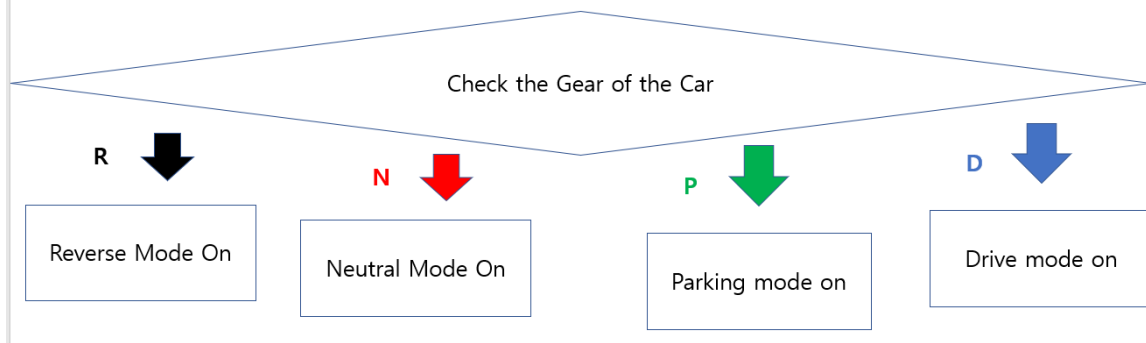 Check the Gear of the Car
R
N
P
D
Reverse Mode On
Neutral Mode On
Parking mode on
Drive mode on